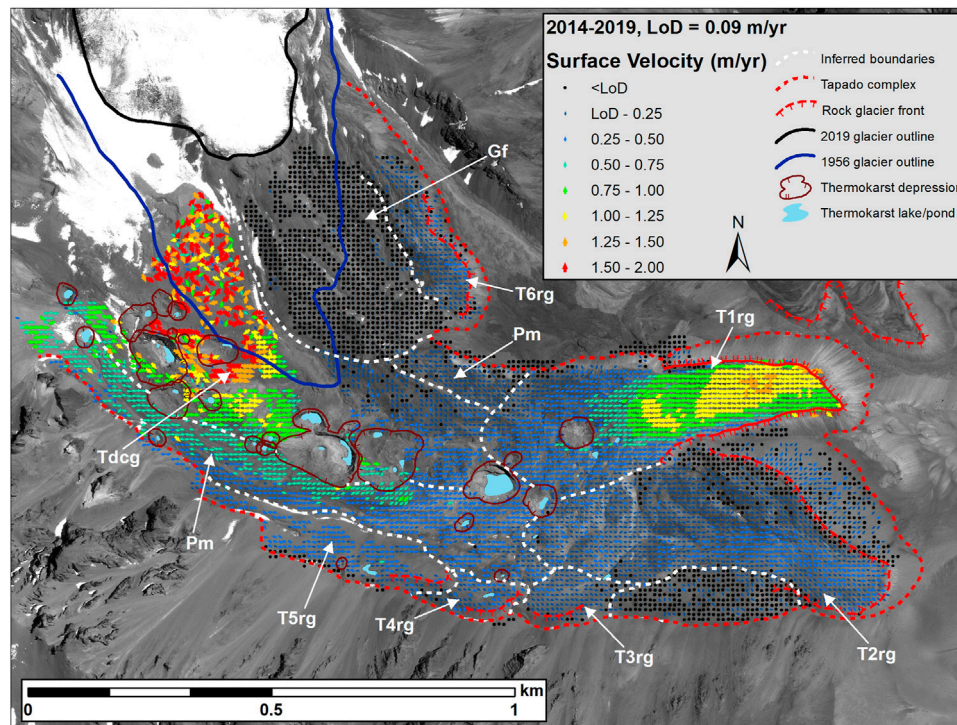 2014-2019, LoD = 0.09 m/yr
Surface Velocity (m/yr)
<LoD
LoD - 0.25
0.25 - 0.50
0.50 - 0.75
0.75 - 1.00
1.00 - 1.25
1.25 - 1.50
1.50 - 2.00
Inferred boundaries
Tapado complex
Rock glacier front
2019 glacier outline
1956 glacier outline
Thermokarst depression
Thermokarst lake/pond
N
Gf
T6rg
Pm
T1rg
Tdcg
Pm
T5rg
T4rg
T3rg
T2rg
km
0
0.5
1